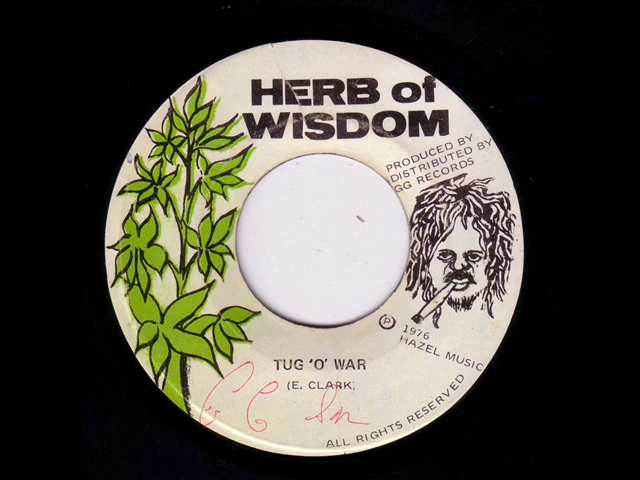 HERB of
WISDOM
PRODUCED BY
DISTRIBUTED BY
GG RECORDS
Ⓟ 1976
HAZEL MUSIC
TUG 'O' WAR
(E. CLARK)
ALL RIGHTS RESERVED